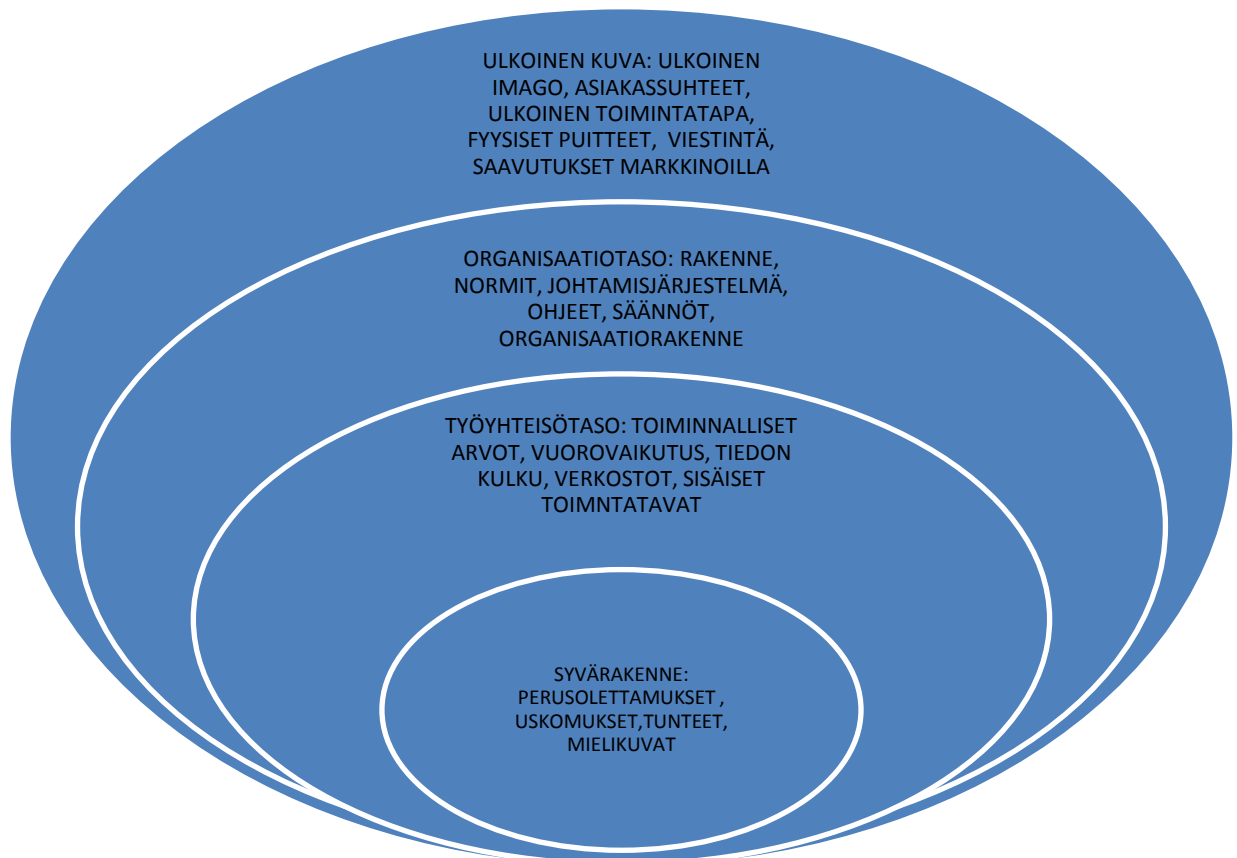 ULKOINEN KUVA: ULKOINEN
IMAGO, ASIAKASSUHTEET,
ULKOINEN TOIMINTATAPA,
FYYSISET PUITTEET, VIESTINTÄ,
SAAVUTUKSET MARKKINOILLA
ORGANISAATIOTASO: RAKENNE,
NORMIT, JOHTAMISJÄRJESTELMÄ,
OHJEET, SÄÄNNÖT,
ORGANISAATIORAKENNE
TYÖYHTEISÖTASO: TOIMINNALLISET
ARVOT, VUOROVAIKUTUS, TIEDON
KULKU, VERKOSTOT, SISÄISET
TOIMNTATAVAT
SYVÄRAKENNE:
PERUSOLETTAMUKSET ,
USKOMUKSET,TUNTEET,
MIELIKUVAT